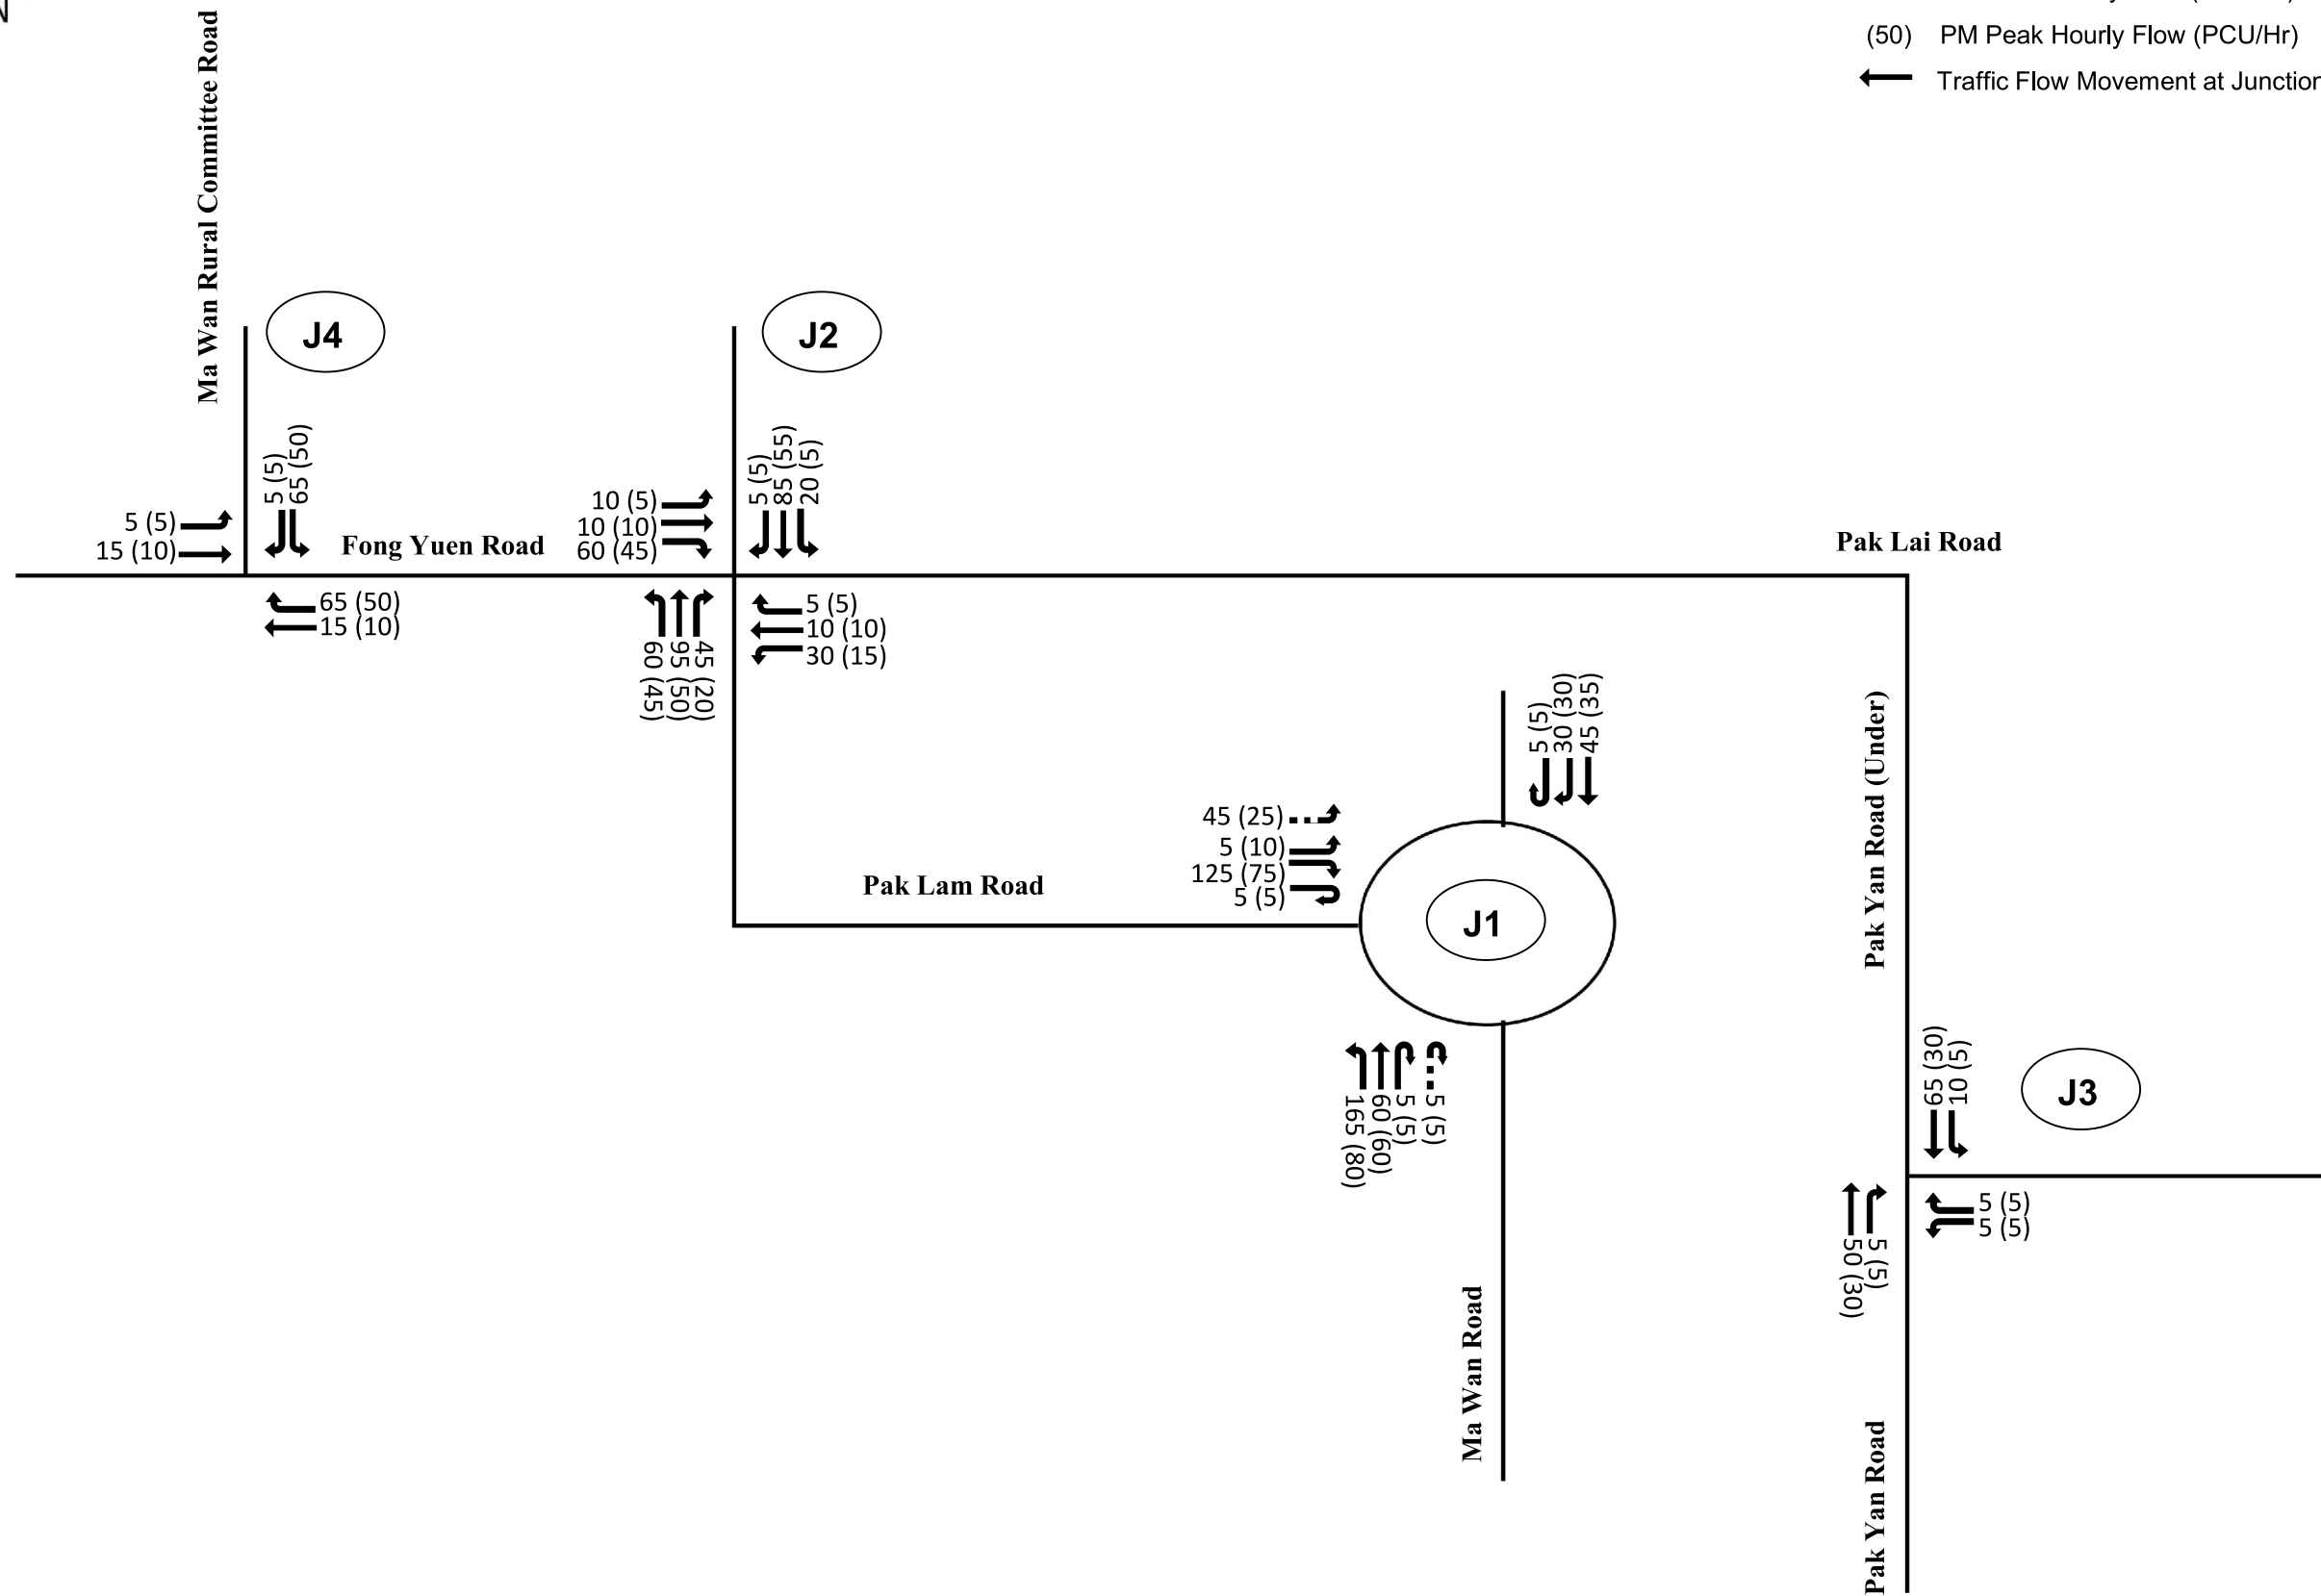 N
(50) PM Peak Hourly Flow (PCU/Hr)
Traffic Flow Movement at Junction
Ma Wan Rural Committee Road
J4
J2
5 (5)
65 (50)
5 (5)
15 (10)
Fong Yuen Road
65 (50)
15 (10)
10 (5)
10 (10)
60 (45)
5 (5)
85 (55)
20 (5)
60 (45)
95 (50)
45 (20)
5 (5)
10 (10)
30 (15)
Pak Lai Road
Pak Yan Road (Under)
5 (5)
30 (30)
45 (35)
45 (25)
5 (10)
125 (75)
5 (5)
Pak Lam Road
J1
165 (80)
60 (60)
5 (5)
5 (5)
Ma Wan Road
65 (30)
10 (5)
J3
5 (5)
5 (5)
50 (30)
5 (5)
Pak Yan Road